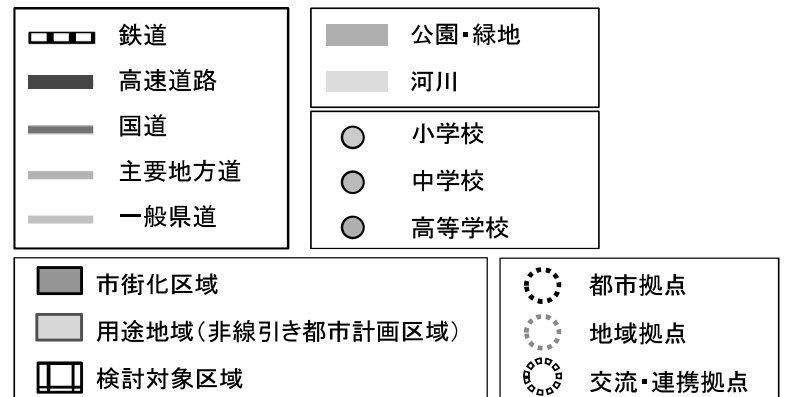 鉄道
高速道路
国道
主要地方道
一般県道
公園・緑地
河川
小学校
中学校
高等学校
市街化区域
用途地域(非線引き都市計画区域)
検討対象区域
都市拠点
地域拠点
交流・連携拠点